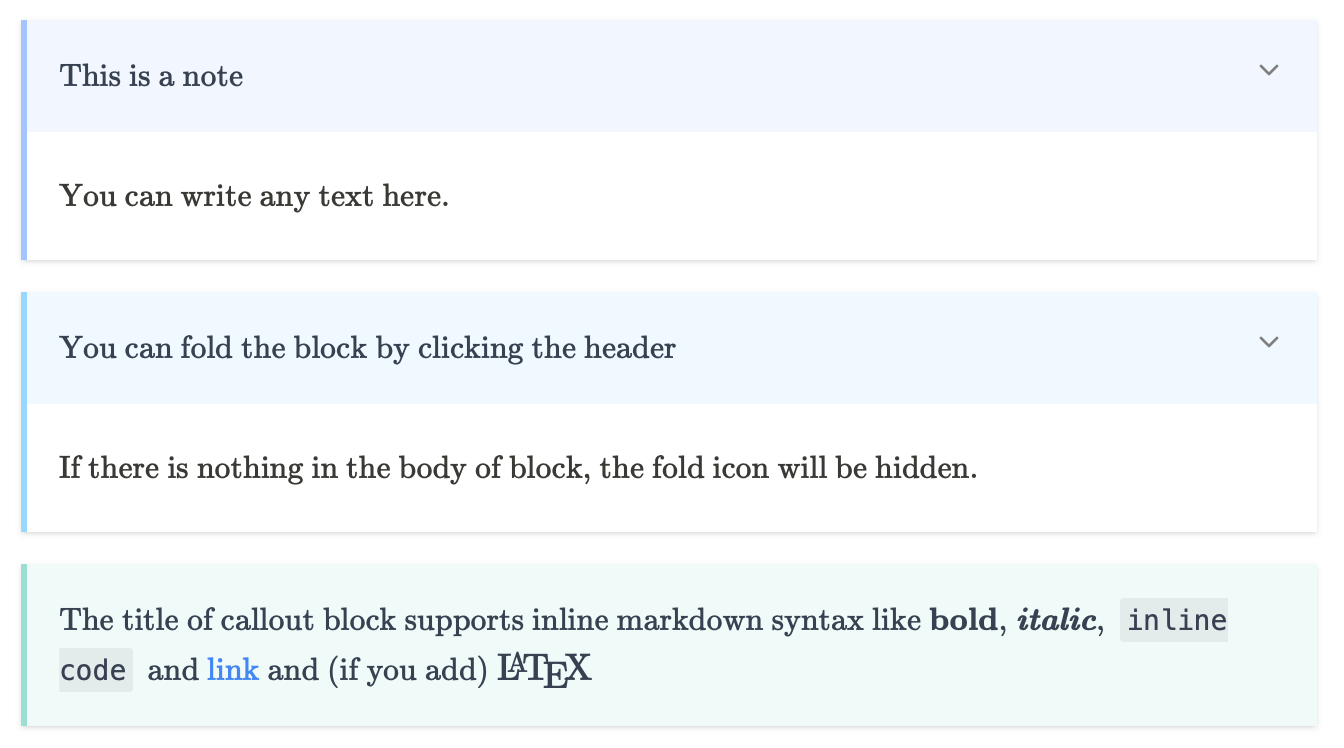 This is a note
You can write any text here.
You can fold the block by clicking the header
If there is nothing in the body of block, the fold icon will be hidden.
The title of callout block supports inline markdown syntax like bold, italic, inline
code and link and (if you add) LATEX